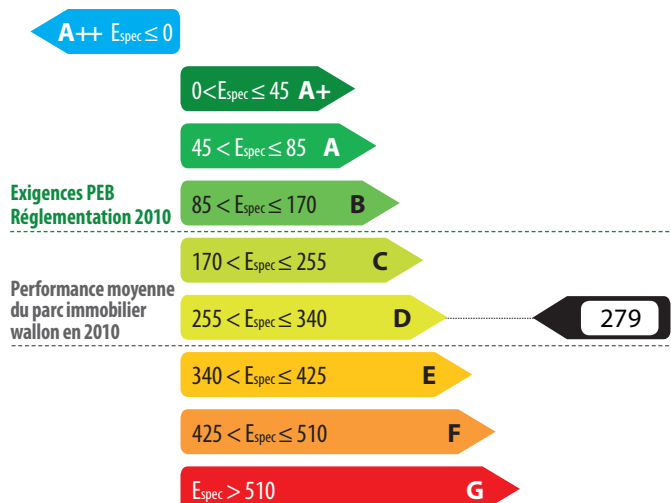 A++ Espec ≤ 0
0<Espec ≤ 45 A+
45 < Espec ≤ 85 A
Exigences PEB
Réglementation 2010
85 < Espec ≤ 170 B
170 < Espec ≤ 255 C
Performance moyenne
du parc immobilier
wallon en 2010
255 < Espec ≤ 340 D
279
340 < Espec ≤ 425 E
425 < Espec ≤ 510 F
Espec > 510 G